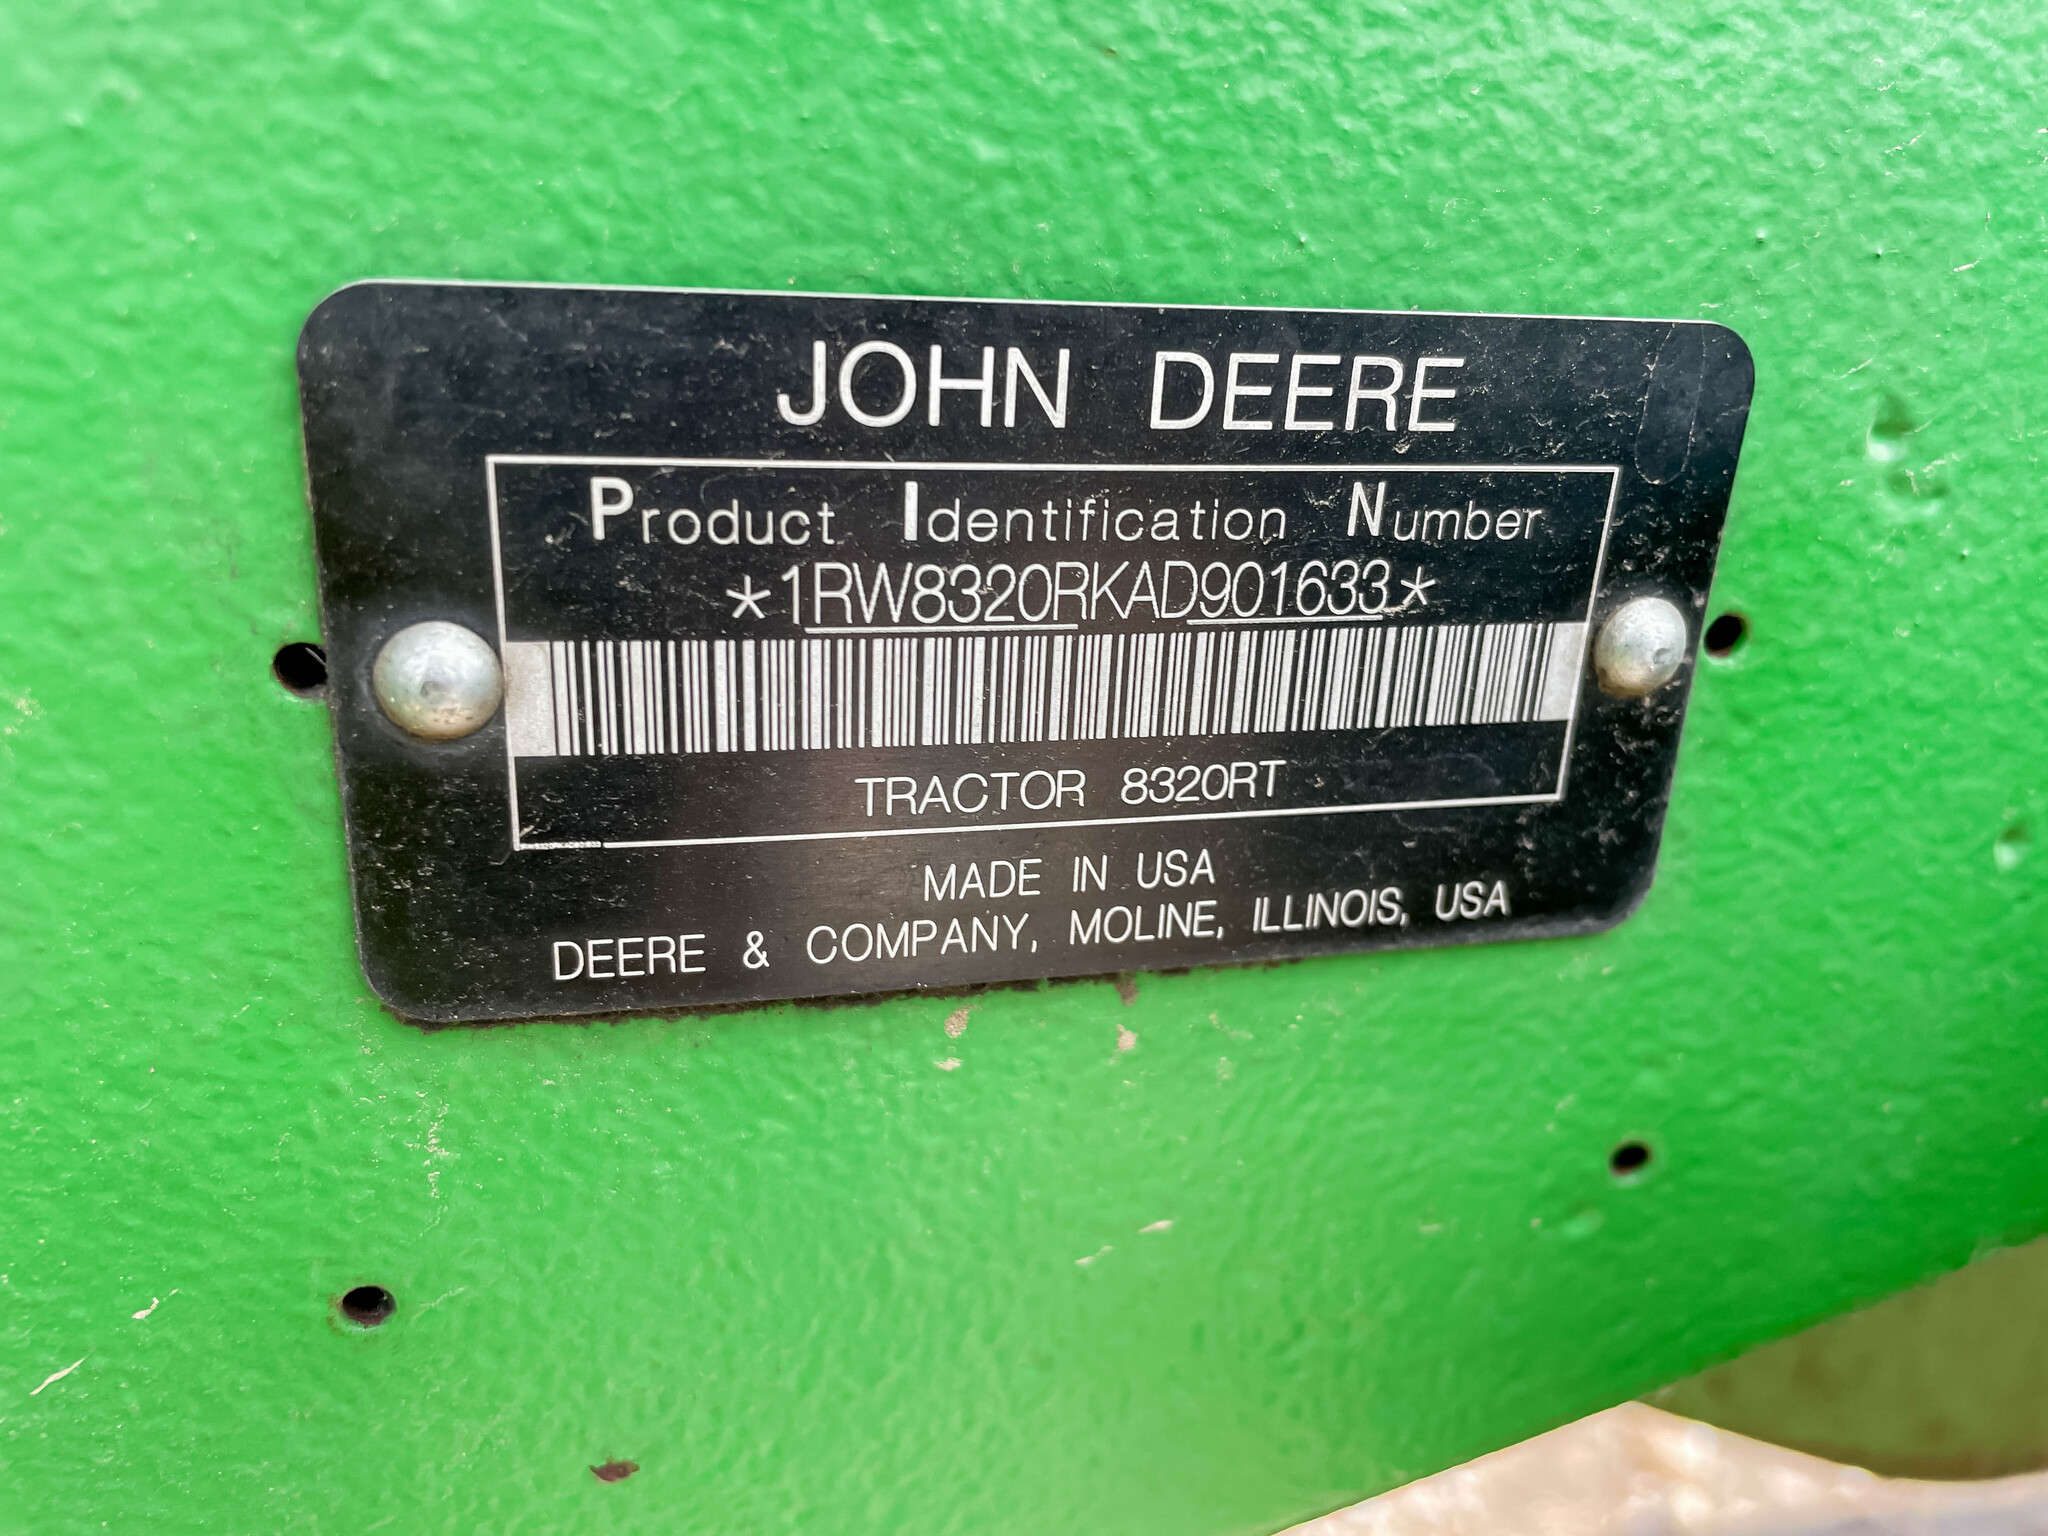 JOHN DEERE
Product Identification Number
*1RW8320RKAD901633*
TRACTOR 8320RT
MADE IN USA
DEERE & COMPANY, MOLINE, ILLINOIS, USA